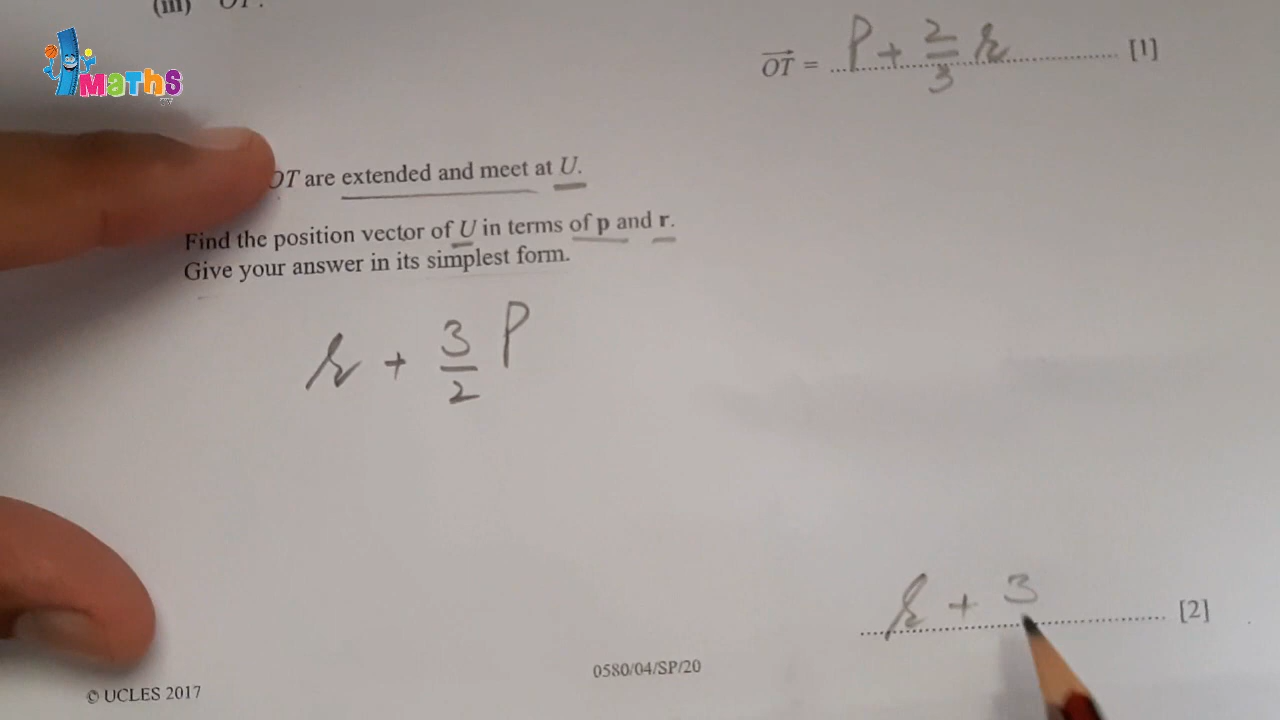 (iii) OT.
1
MATHS
OT = P + 2/3 r [1]
OT are extended and meet at U.
Find the position vector of U in terms of p and r.
Give your answer in its simplest form.
r + 3/2 P
r + 3 [2]
0580/04/SP/20
© UCLES 2017